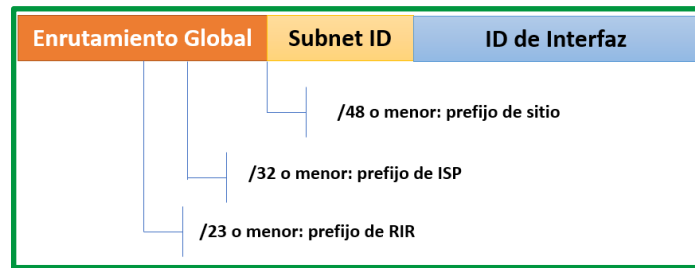 Enrutamiento Global Subnet ID ID de Interfaz
/48 o menor: prefijo de sitio
/32 o menor: prefijo de ISP
/23 o menor: prefijo de RIR